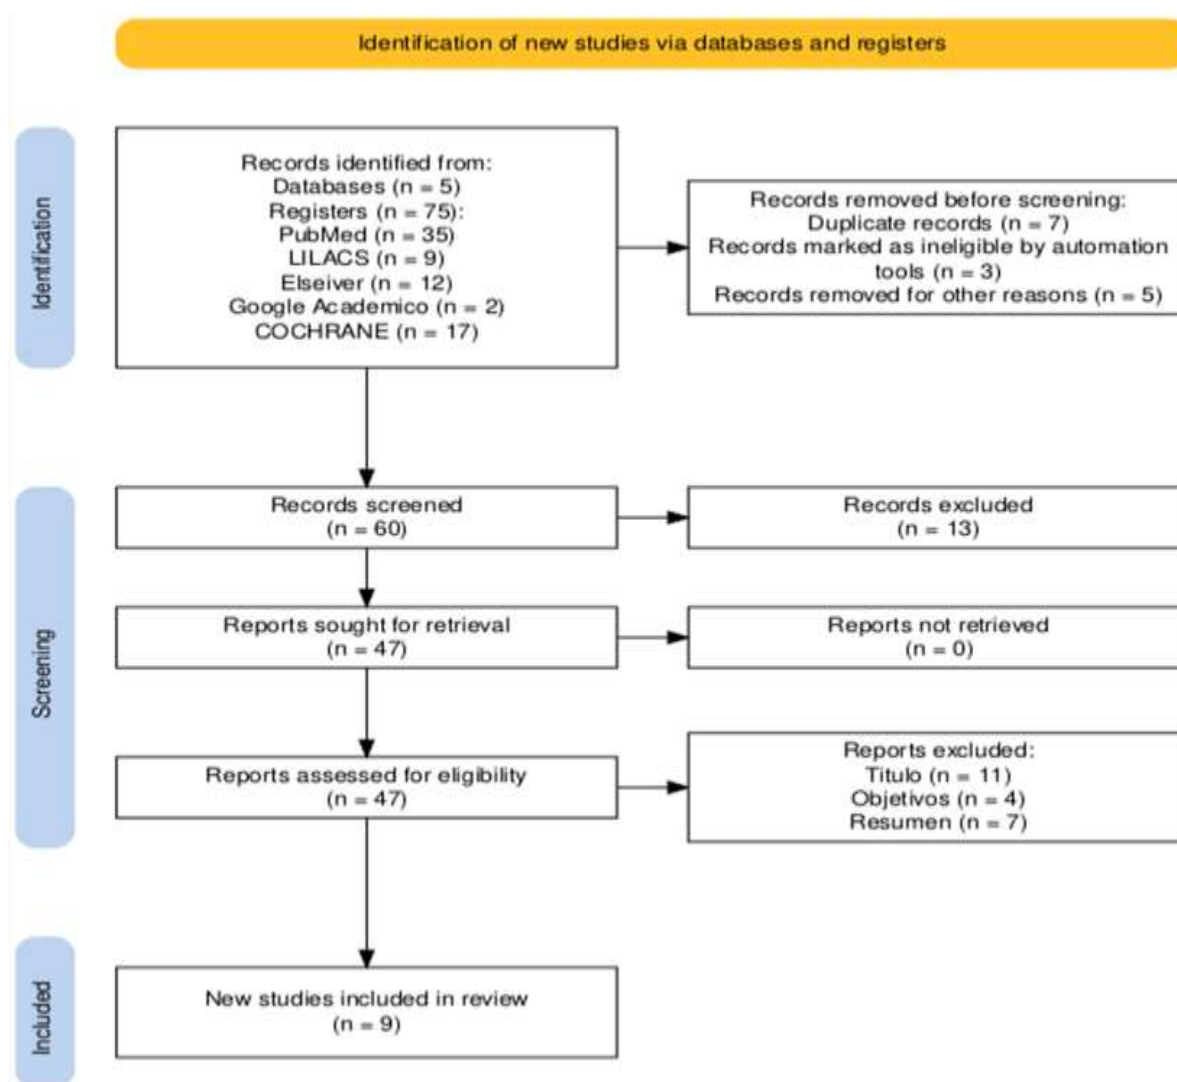 Identification of new studies via databases and registers
Identification
Records identified from:
Databases (n = 5)
Registers (n = 75):
PubMed (n = 35)
LILACS (n = 9)
Elseiver (n = 12)
Google Academico (n = 2)
COCHRANE (n = 17)
Records removed before screening:
Duplicate records (n = 7)
Records marked as ineligible by automation
tools (n = 3)
Records removed for other reasons (n = 5)
Screening
Records screened
(n = 60)
Records excluded
(n = 13)
Reports sought for retrieval
(n = 47)
Reports not retrieved
(n = 0)
Reports assessed for eligibility
(n = 47)
Reports excluded:
Titulo (n = 11)
Objetivos (n = 4)
Resumen (n = 7)
Included
New studies included in review
(n = 9)